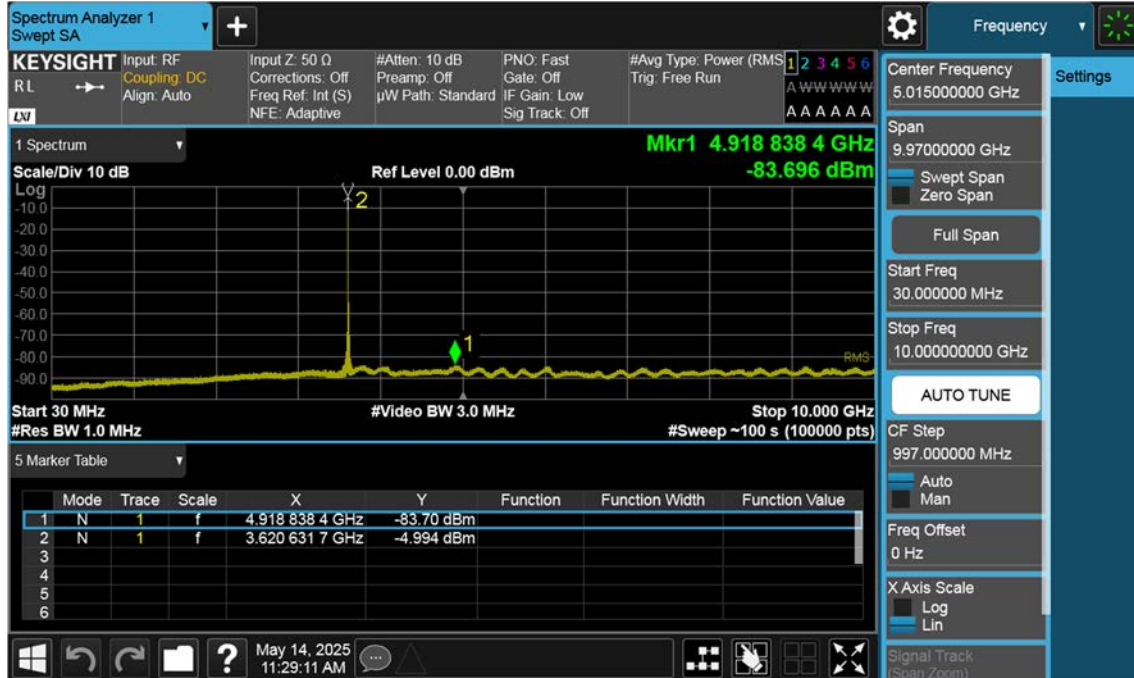 Spectrum Analyzer 1
Swept SA
+
Frequency
KEYSIGHT
RL
LXI
Input: RF
Coupling: DC
Align: Auto
Input Z: 50 Ω
Corrections: Off
Freq Ref: Int (S)
NFE: Adaptive
#Atten: 10 dB
Preamp: Off
µW Path: Standard
PNO: Fast
Gate: Off
IF Gain: Low
Sig Track: Off
#Avg Type: Power (RMS
Trig: Free Run
1 2 3 4 5 6
A W W W W W
A A A A A A
1 Spectrum
Scale/Div 10 dB
Ref Level 0.00 dBm
Mkr1 4.918 838 4 GHz
-83.696 dBm
Log
-10.0
-20.0
-30.0
-40.0
-60.0
-70.0
-80.0
-90.0
2
1
RMS
Start 30 MHz
#Video BW 3.0 MHz
Stop 10.000 GHz
#Res BW 1.0 MHz
#Sweep ~100 s (100000 pts)
5 Marker Table
Mode Trace Scale X Y Function Function Width Function Value
1 N 1 f 4.918 838 4 GHz -83.70 dBm
2 N 1 f 3.620 631 7 GHz -4.994 dBm
3
4
5
6
?
May 14, 2025
11:29:11 AM
Center Frequency
5.015000000 GHz
Span
9.97000000 GHz
Swept Span
Zero Span
Full Span
Start Freq
30.000000 MHz
Stop Freq
10.000000000 GHz
AUTO TUNE
CF Step
997.000000 MHz
Auto
Man
Freq Offset
0 Hz
X Axis Scale
Log
Lin
Signal Track
(Span Zoom)
Settings